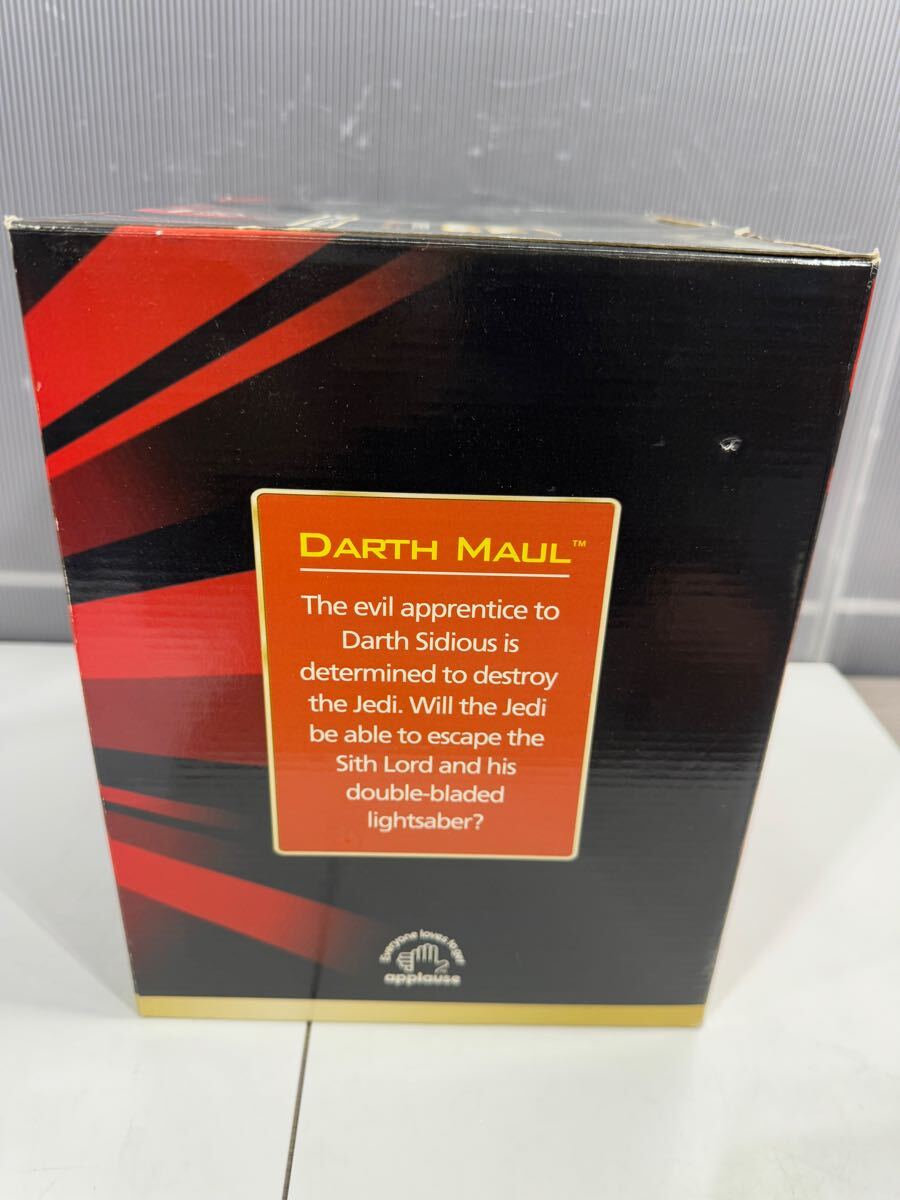 DARTH MAUL™
The evil apprentice to
Darth Sidious is
determined to destroy
the Jedi. Will the Jedi
be able to escape the
Sith Lord and his
double-bladed
lightsaber?
Everyone loves to get
applause